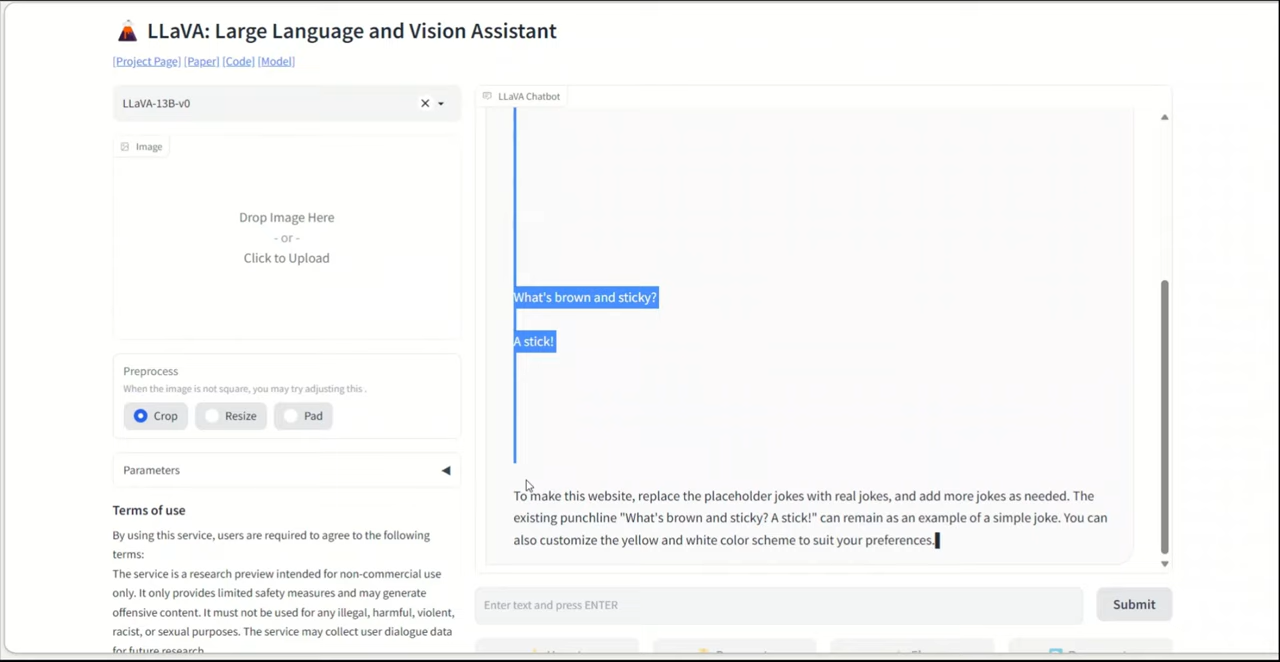 LLaVA: Large Language and Vision Assistant
[Project Page] [Paper] [Code] [Model]
LLaVA-13B-v0
Image
Drop Image Here
- or -
Click to Upload
Preprocess
When the image is not square, you may try adjusting this .
Crop
Resize
Pad
Parameters
Terms of use
By using this service, users are required to agree to the following
terms:
The service is a research preview intended for non-commercial use
only. It only provides limited safety measures and may generate
offensive content. It must not be used for any illegal, harmful, violent,
racist, or sexual purposes. The service may collect user dialogue data
for future research.
LLaVA Chatbot
What's brown and sticky?
A stick!
To make this website, replace the placeholder jokes with real jokes, and add more jokes as needed. The
existing punchline "What's brown and sticky? A stick!" can remain as an example of a simple joke. You can
also customize the yellow and white color scheme to suit your preferences.
Enter text and press ENTER
Submit